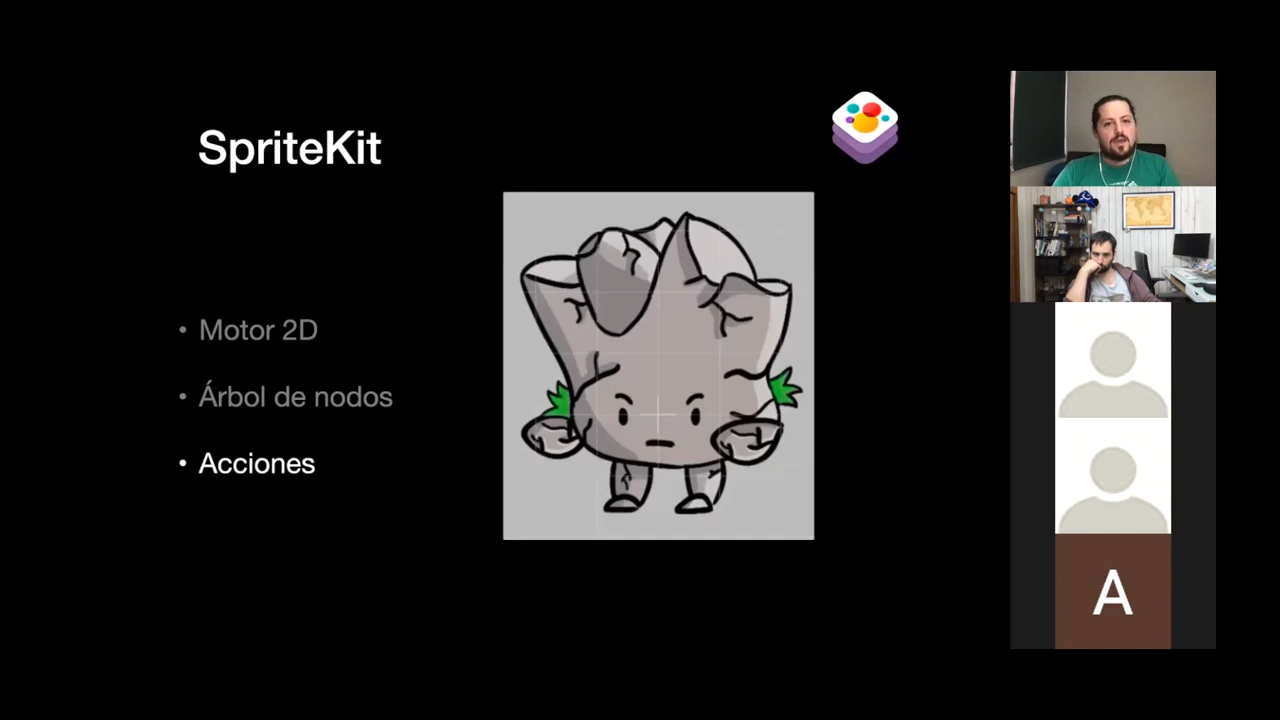 SpriteKit
• Motor 2D
• Árbol de nodos
• Acciones
A